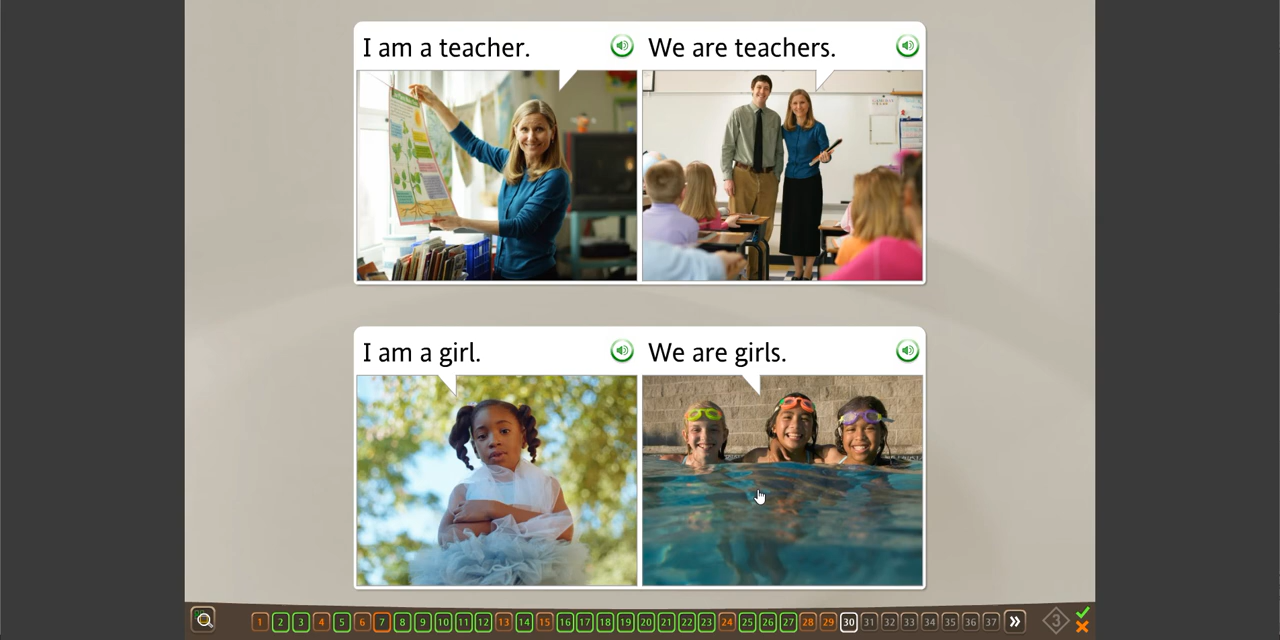 I am a teacher.
We are teachers.
I am a girl.
We are girls.
1 2 3 4 5 6 7 8 9 10 11 12 13 14 15 16 17 18 19 20 21 22 23 24 25 26 27 28 29 30 31 32 33 34 35 36 37 » 3